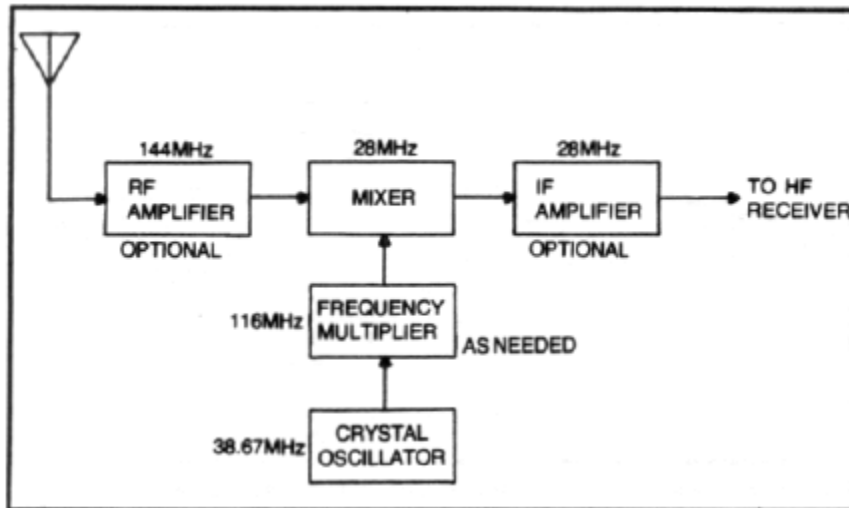 144MHz
RF
AMPLIFIER
OPTIONAL
28MHz
MIXER
28MHz
IF
AMPLIFIER
OPTIONAL
TO HF
RECEIVER
116MHz
FREQUENCY
MULTIPLIER
AS NEEDED
38.67MHz
CRYSTAL
OSCILLATOR